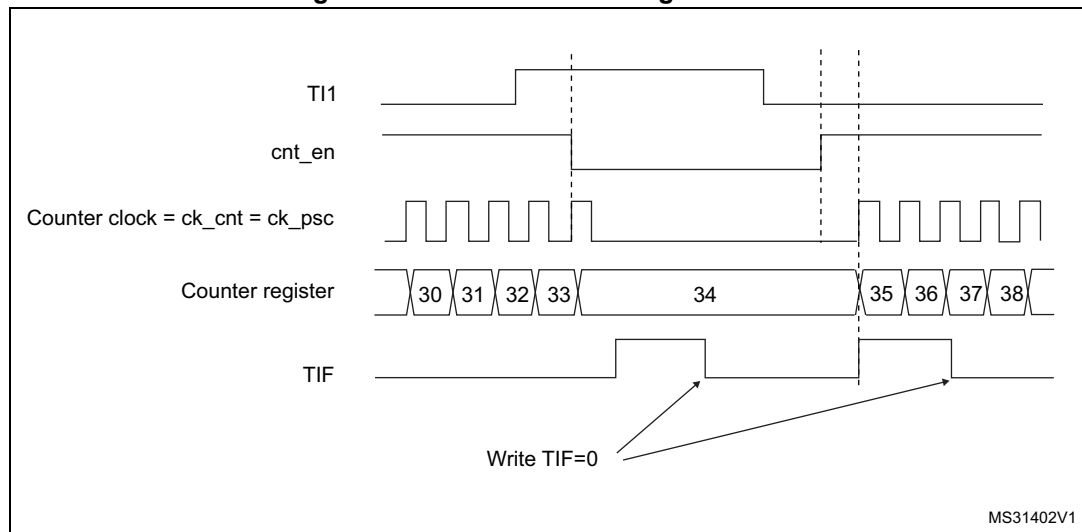 TI1
cnt_en
Counter clock = ck_cnt = ck_psc
Counter register
30 31 32 33 34 35 36 37 38
TIF
Write TIF=0
MS31402V1